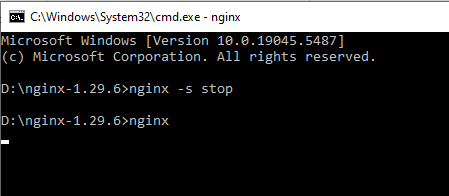 C:\Windows\System32\cmd.exe - nginx
Microsoft Windows [Version 10.0.19045.5487]
(c) Microsoft Corporation. All rights reserved.
D:\nginx-1.29.6>nginx -s stop
D:\nginx-1.29.6>nginx